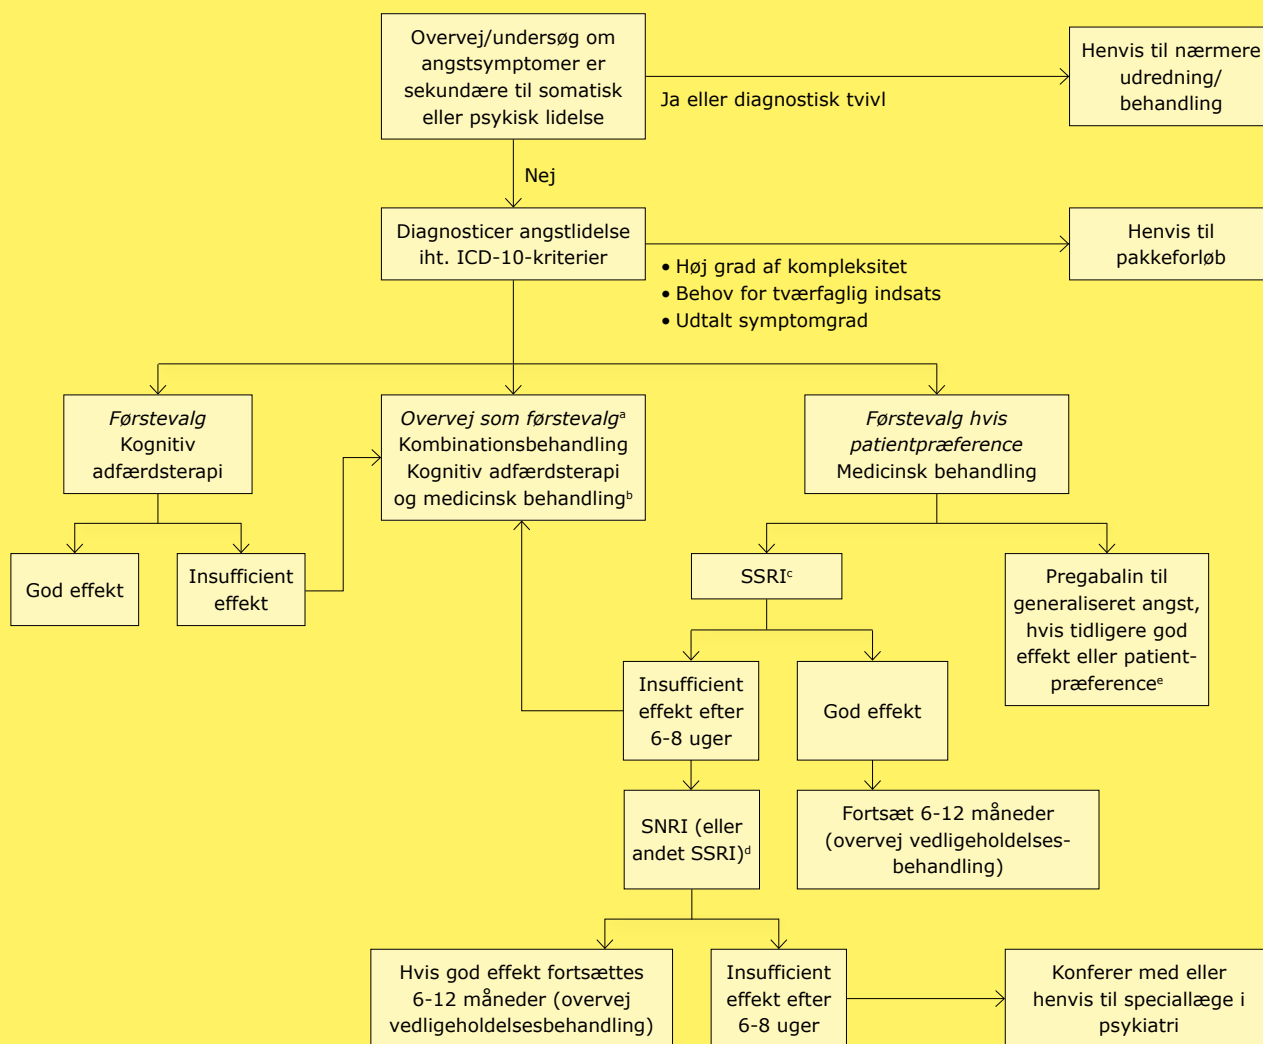 Overvej/undersøg om
angstsymptomer er
sekundære til somatisk
eller psykisk lidelse
Ja eller diagnostisk tvivl
Henvis til nærmere
udredning/
behandling
Nej
Diagnosticer angstlidelse
iht. ICD-10-kriterier
• Høj grad af kompleksitet
• Behov for tværfaglig indsats
• Udtalt symptomgrad
Henvis til
pakkeforløb
Førstevalg
Kognitiv
adfærdsterapi
Overvej som førstevalgᵃ
Kombinationsbehandling
Kognitiv adfærdsterapi
og medicinsk behandlingᵇ
Førstevalg hvis
patientpræference
Medicinsk behandling
God effekt
Insufficient
effekt
SSRIᶜ
Pregabalin til
generaliseret angst,
hvis tidligere god
effekt eller patient-
præferenceᵉ
Insufficient
effekt efter
6-8 uger
God effekt
SNRI (eller
andet SSRI)ᵈ
Fortsæt 6-12 måneder
(overvej vedligeholdelses-
behandling)
Hvis god effekt fortsættes
6-12 måneder (overvej
vedligeholdelsesbehandling)
Insufficient
effekt efter
6-8 uger
Konferer med eller
henvis til speciallæge i
psykiatri